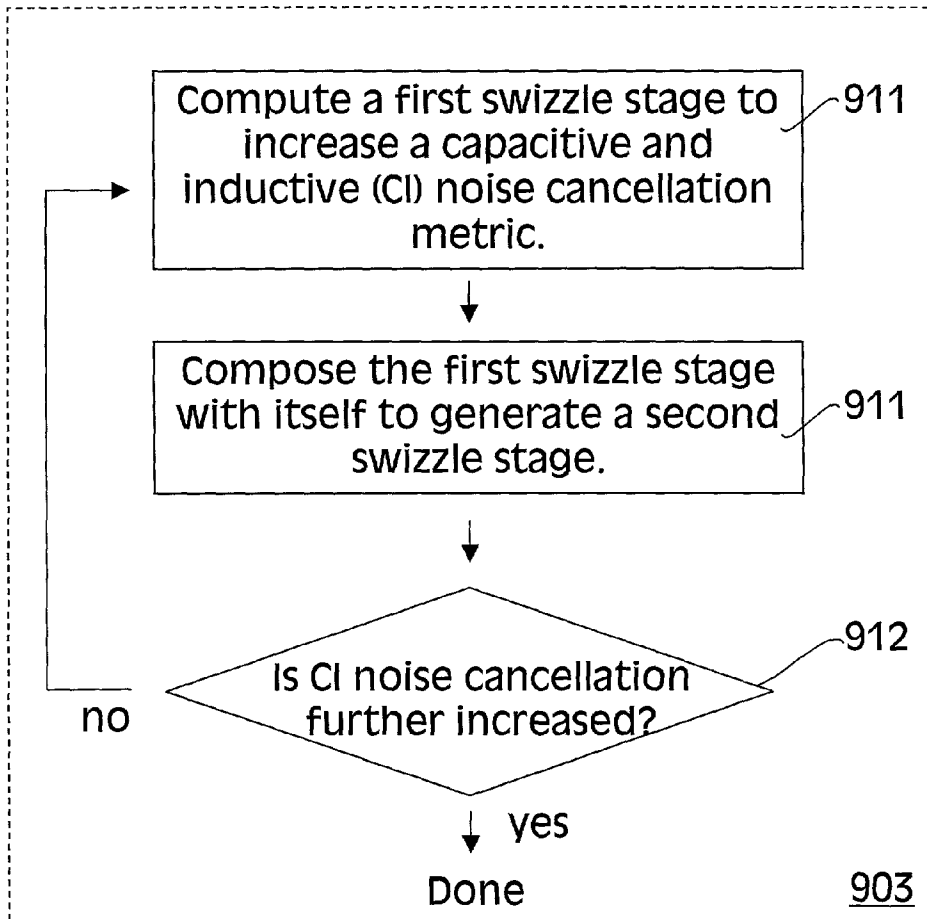 Compute a first swizzle stage to
increase a capacitive and
inductive (CI) noise cancellation
metric.
911
Compose the first swizzle stage
with itself to generate a second
swizzle stage.
911
Is CI noise cancellation
further increased?
912
no
yes
Done
903